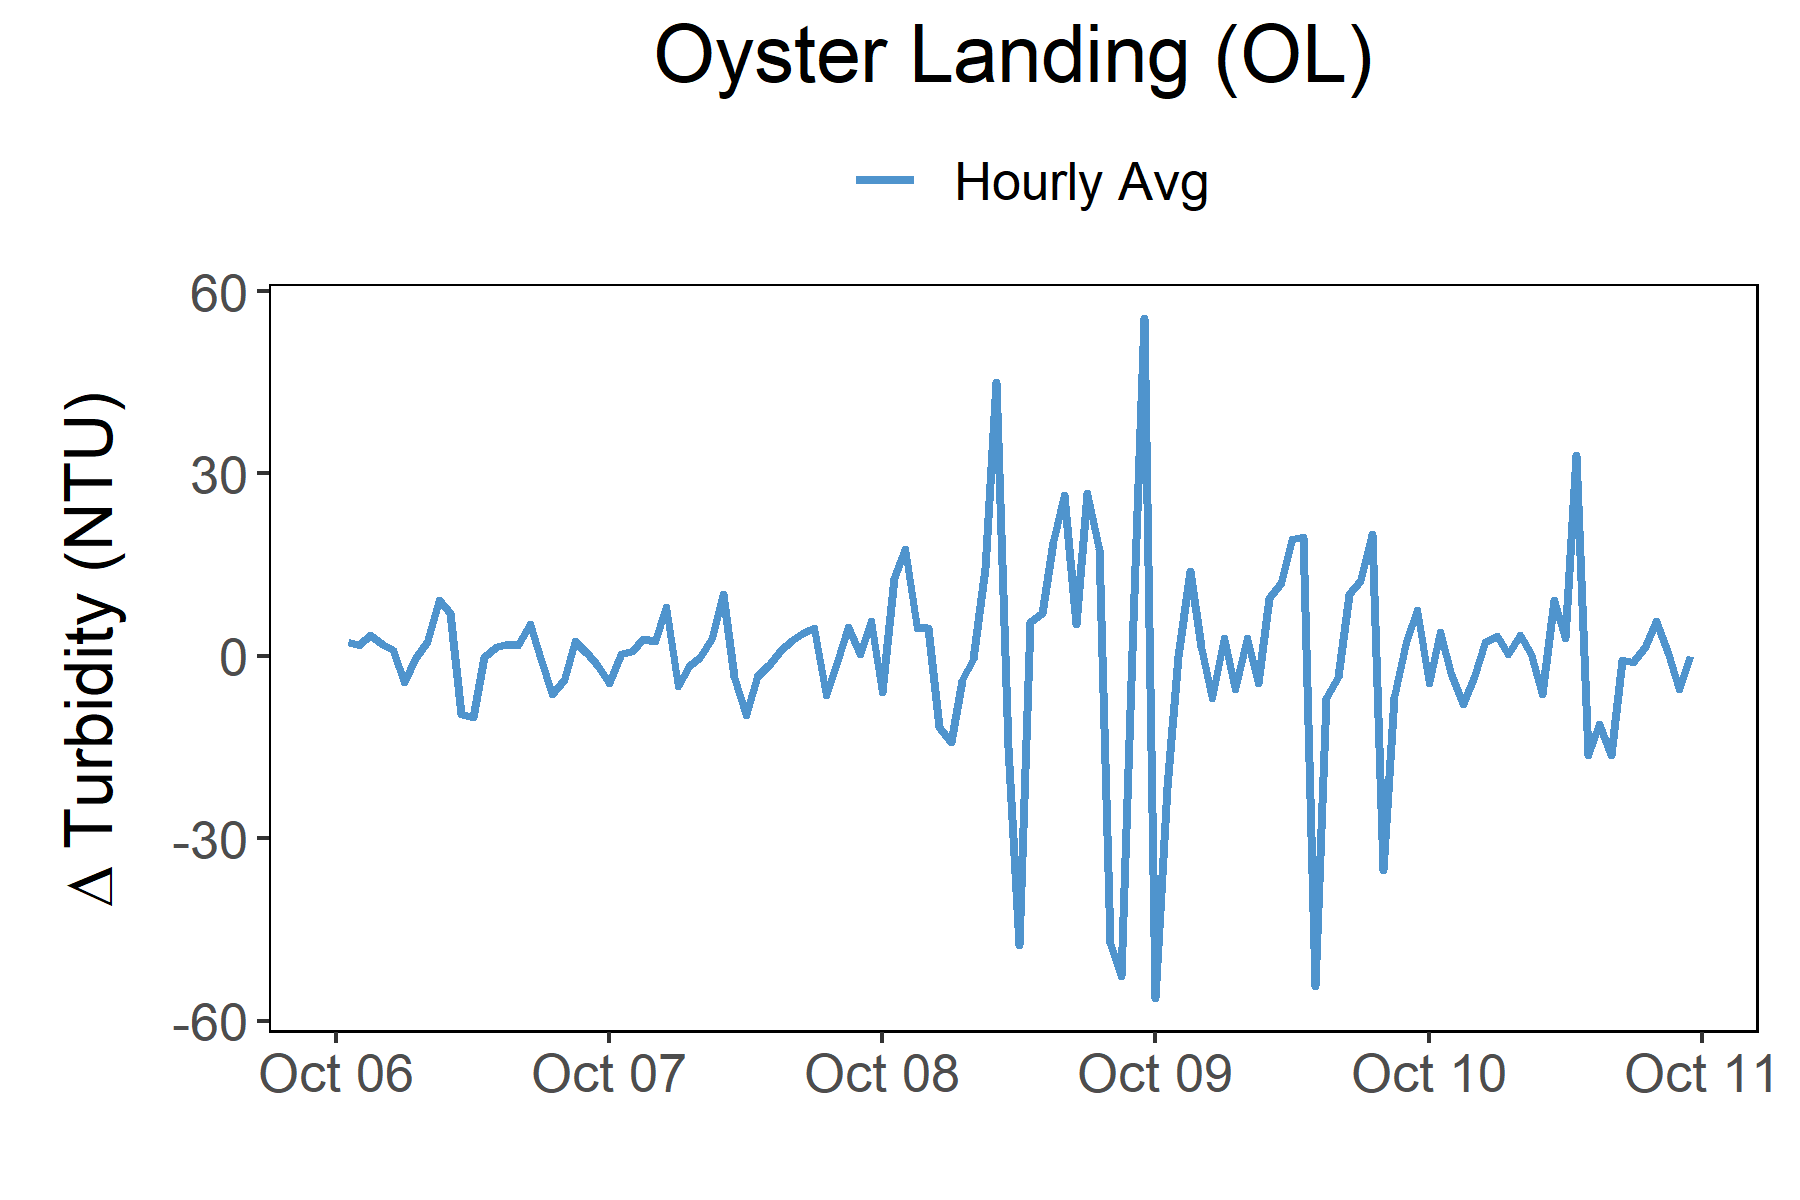 Oyster Landing (OL)
Hourly Avg
Δ Turbidity (NTU)
60
30
0
-30
-60
Oct 06 Oct 07 Oct 08 Oct 09 Oct 10 Oct 11